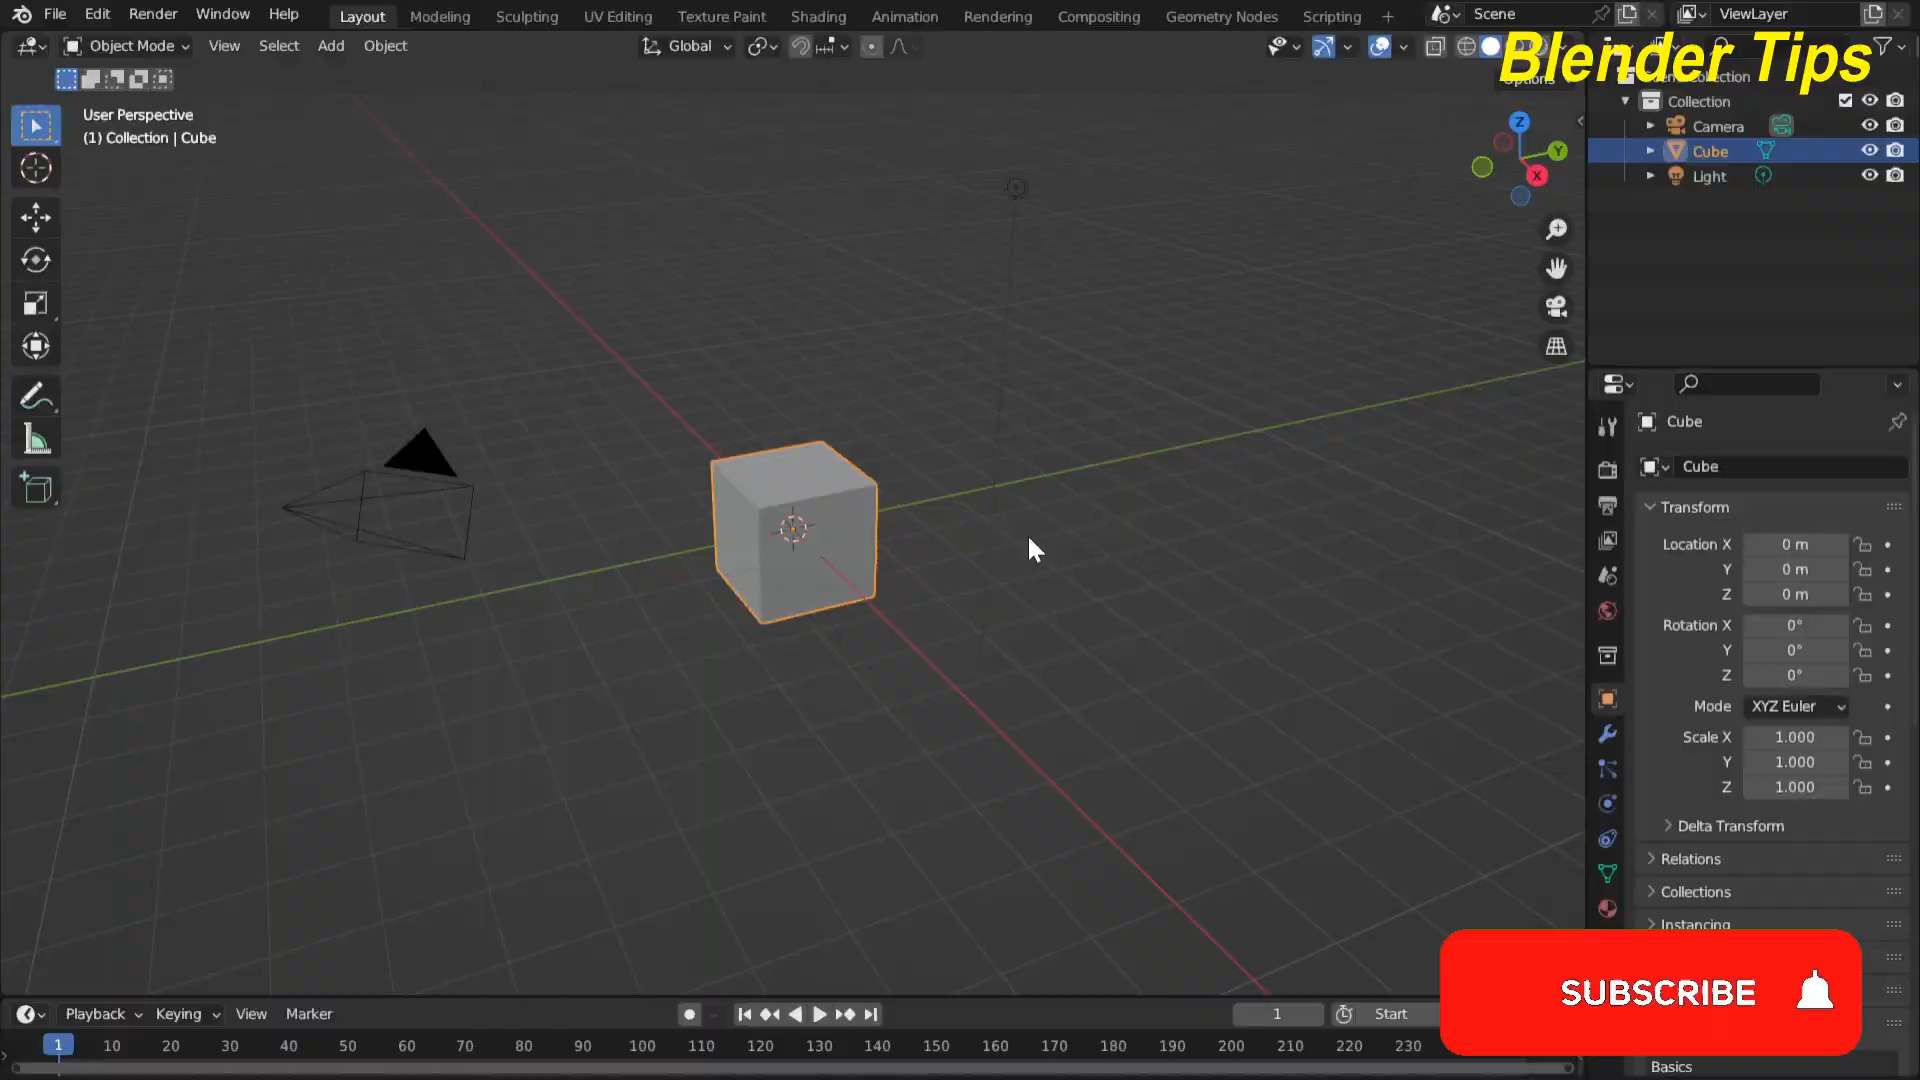 File Edit Render Window Help Layout Modeling Sculpting UV Editing Texture Paint Shading Animation Rendering Compositing Geometry Nodes Scripting + Scene ViewLayer
Object Mode View Select Add Object Global
Blender Tips
Options
Collection
User Perspective
(1) Collection | Cube
Z
Y
X
Collection
Camera
Cube
Light
Cube
Cube
Transform
Location X 0 m
Y 0 m
Z 0 m
Rotation X 0°
Y 0°
Z 0°
Mode XYZ Euler
Scale X 1.000
Y 1.000
Z 1.000
Delta Transform
Relations
Collections
Instancing
SUBSCRIBE
Playback Keying View Marker 1 Start
1 10 20 30 40 50 60 70 80 90 100 110 120 130 140 150 160 170 180 190 200 210 220 230
Basics